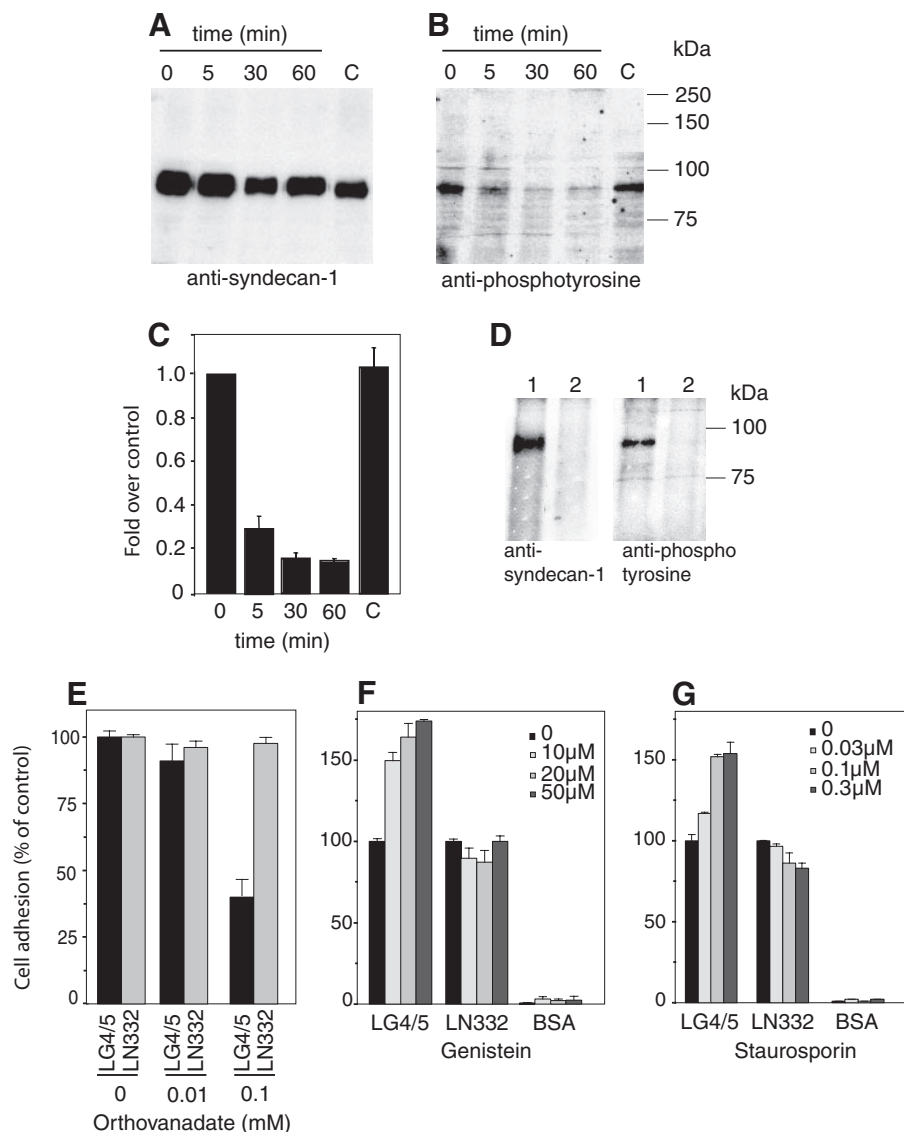 A
time (min)
0 5 30 60 C
anti-syndecan-1
B
time (min)
0 5 30 60 C
kDa
250
150
100
75
anti-phosphotyrosine
C
Fold over control
1.0
0.8
0.6
0.4
0.2
0
0 5 30 60 C
time (min)
D
1 2 1 2
kDa
100
75
anti-
syndecan-1
anti-phospho
tyrosine
E
Cell adhesion (% of control)
100
75
50
25
0
LG4/5 LN332 LG4/5 LN332 LG4/5 LN332
0 0.01 0.1
Orthovanadate (mM)
F
150
100
50
0
0
10µM
20µM
50µM
LG4/5 LN332 BSA
Genistein
G
150
100
50
0
0
0.03µM
0.1µM
0.3µM
LG4/5 LN332 BSA
Staurosporin